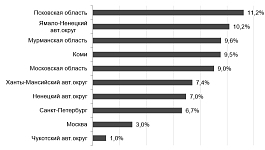 Псковская область 11,2%
Ямало-Ненецкий
авт.округ 10,2%
Мурманская область 9,6%
Коми 9,5%
Московская область 9,0%
Ханты-Мансийский авт.округ 7,4%
Ненецкий авт.округ 7,0%
Санкт-Петербург 6,7%
Москва 3,0%
Чукотский авт.округ 1,0%